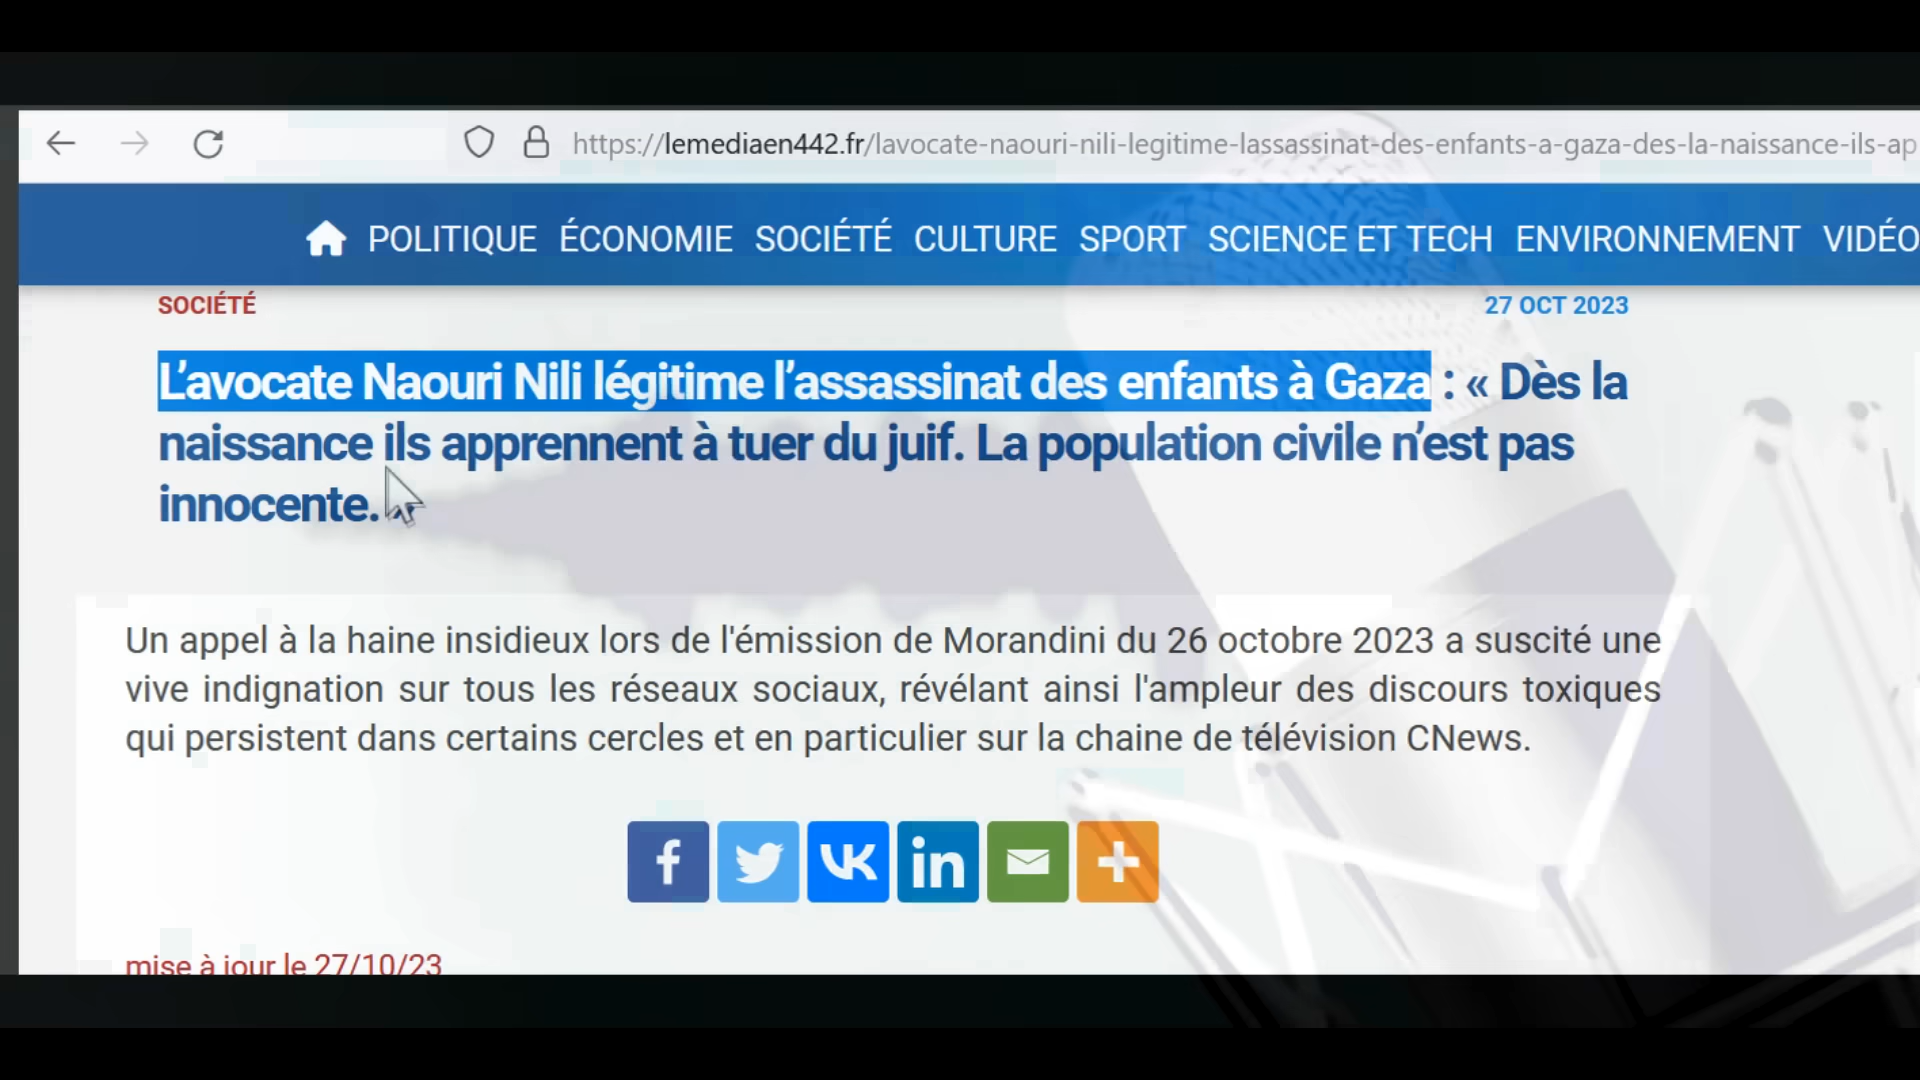 https://lemediaen442.fr/lavocate-naouri-nili-legitime-lassassinat-des-enfants-a-gaza-des-la-naissance-ils-ap
POLITIQUE ÉCONOMIE SOCIÉTÉ CULTURE SPORT SCIENCE ET TECH ENVIRONNEMENT VIDÉO
SOCIÉTÉ 27 OCT 2023
L’avocate Naouri Nili légitime l’assassinat des enfants à Gaza : « Dès la
naissance ils apprennent à tuer du juif. La population civile n’est pas
innocente. »
Un appel à la haine insidieux lors de l'émission de Morandini du 26 octobre 2023 a suscité une
vive indignation sur tous les réseaux sociaux, révélant ainsi l'ampleur des discours toxiques
qui persistent dans certains cercles et en particulier sur la chaine de télévision CNews.
f VK in
mise à jour le 27/10/23